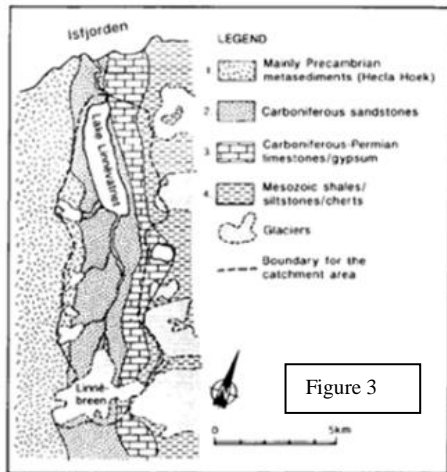 Isfjorden
Lake Linnévatnet
Linné-
breen
LEGEND
1. Mainly Precambrian
metasediments (Hecla Hoek)
2. Carboniferous sandstones
3. Carboniferous-Permian
limestones/gypsum
4. Mesozoic shales/
siltstones/cherts
Glaciers
Boundary for the
catchment area
Figure 3
0 5km